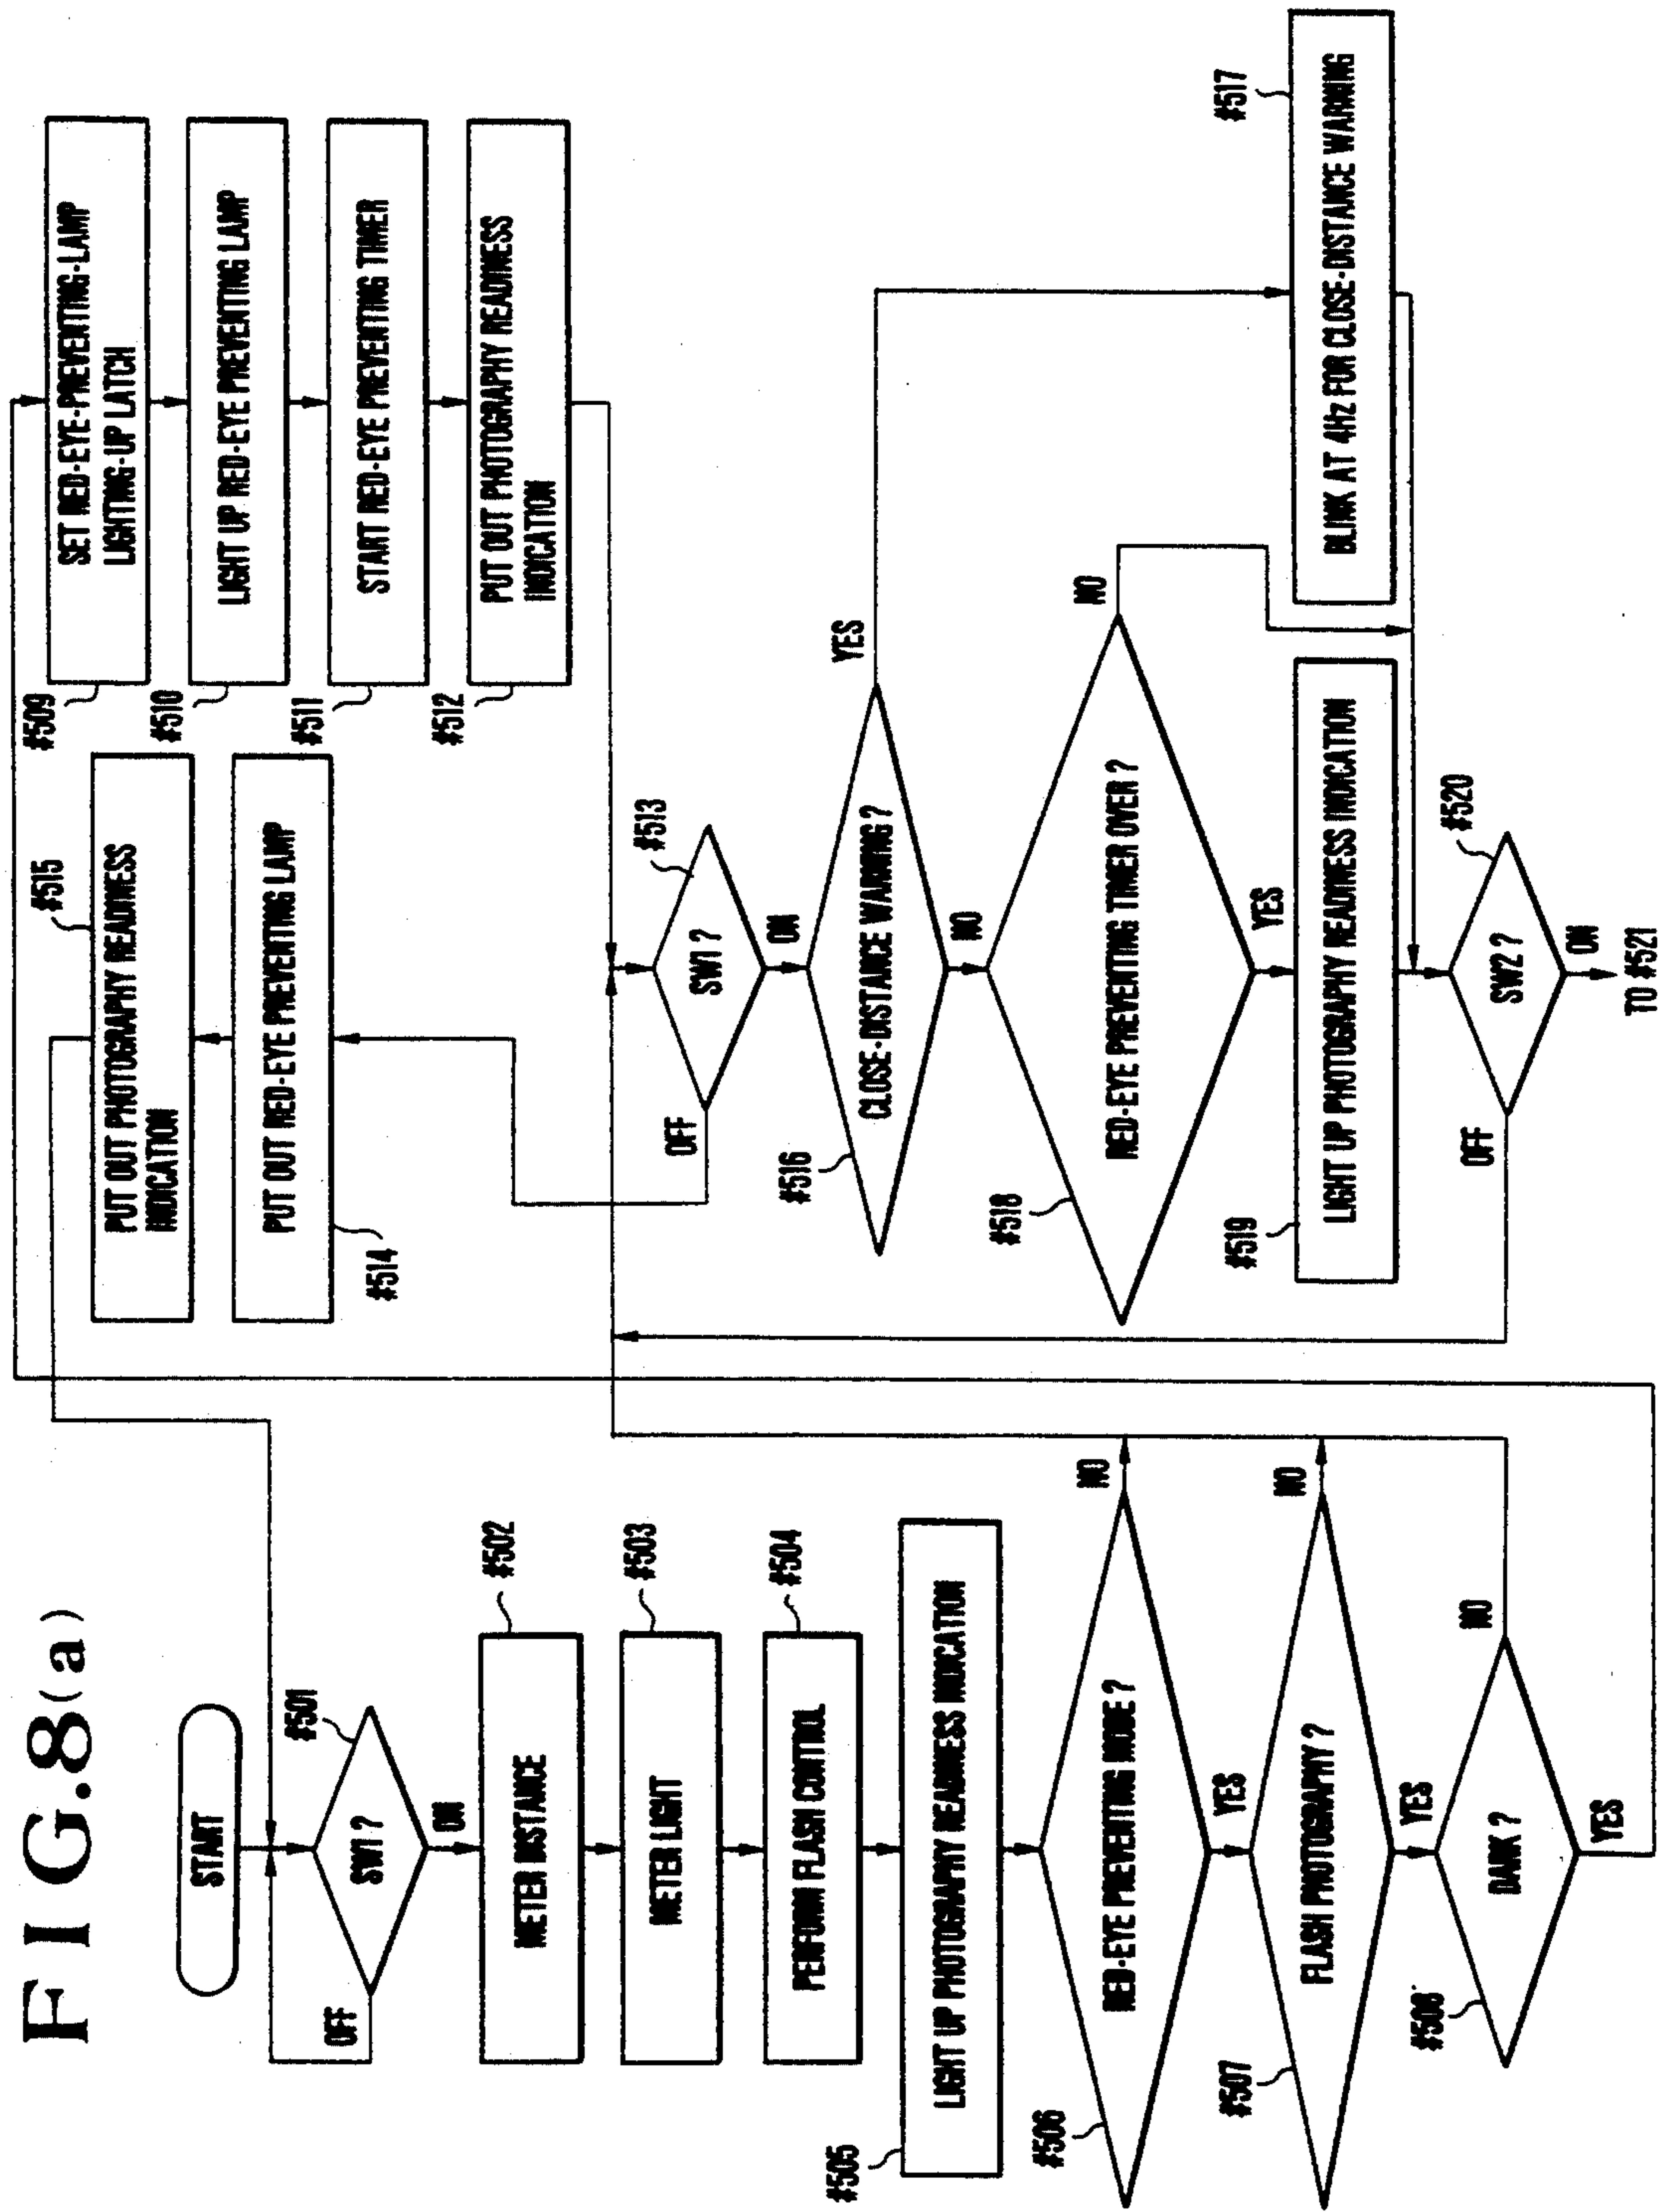 FIG.8(a)
START
#501
SW1 ?
OFF
ON
#502
METER DISTANCE
#503
METER LIGHT
#504
PERFORM FLASH CONTROL
#505
LIGHT UP PHOTOGRAPHY READINESS INDICATION
#506
RED-EYE PREVENTING MODE ?
NO
YES
#507
FLASH PHOTOGRAPHY ?
NO
YES
#508
DARK ?
NO
YES
#509
SET RED-EYE-PREVENTING-LAMP
LIGHTING-UP LATCH
#510
LIGHT UP RED-EYE PREVENTING LAMP
#511
START RED-EYE PREVENTING TIMER
#512
PUT OUT PHOTOGRAPHY READINESS
INDICATION
#515
PUT OUT PHOTOGRAPHY READINESS
INDICATION
PUT OUT RED-EYE PREVENTING LAMP
#514
#513
SW1 ?
OFF
ON
#516
CLOSE-DISTANCE WARNING ?
YES
NO
#517
BLINK AT 4Hz FOR CLOSE-DISTANCE WARNING
#518
RED-EYE PREVENTING TIMER OVER ?
NO
YES
#519
LIGHT UP PHOTOGRAPHY READINESS INDICATION
#520
SW2 ?
OFF
ON
TO #521